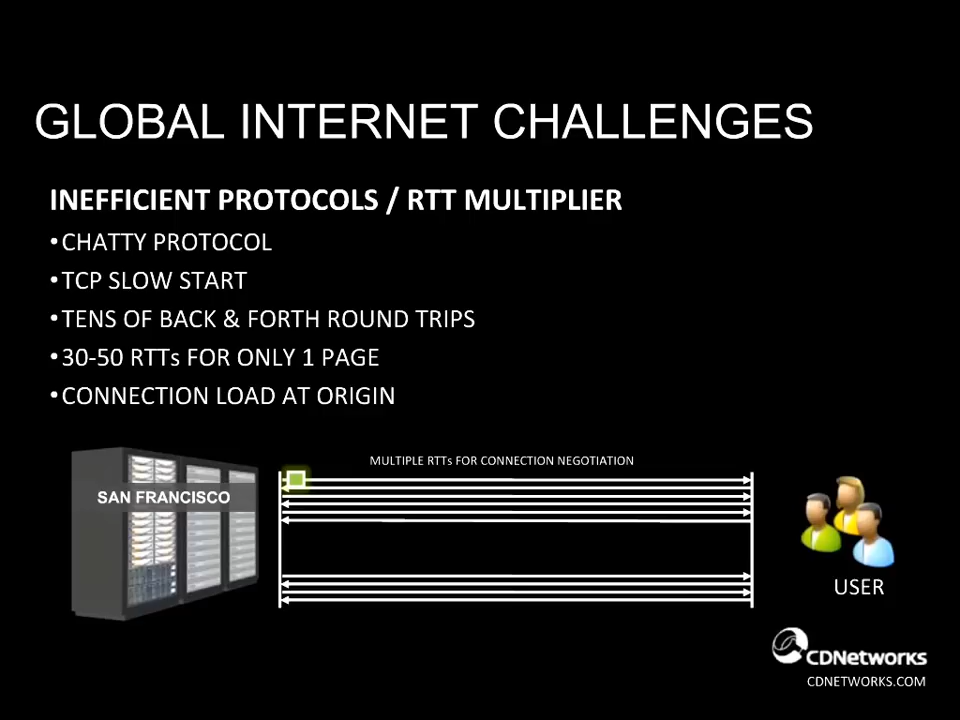 GLOBAL INTERNET CHALLENGES
INEFFICIENT PROTOCOLS / RTT MULTIPLIER
•CHATTY PROTOCOL
•TCP SLOW START
•TENS OF BACK & FORTH ROUND TRIPS
•30-50 RTTs FOR ONLY 1 PAGE
•CONNECTION LOAD AT ORIGIN
MULTIPLE RTTs FOR CONNECTION NEGOTIATION
SAN FRANCISCO
USER
CDNetworks
CDNETWORKS.COM